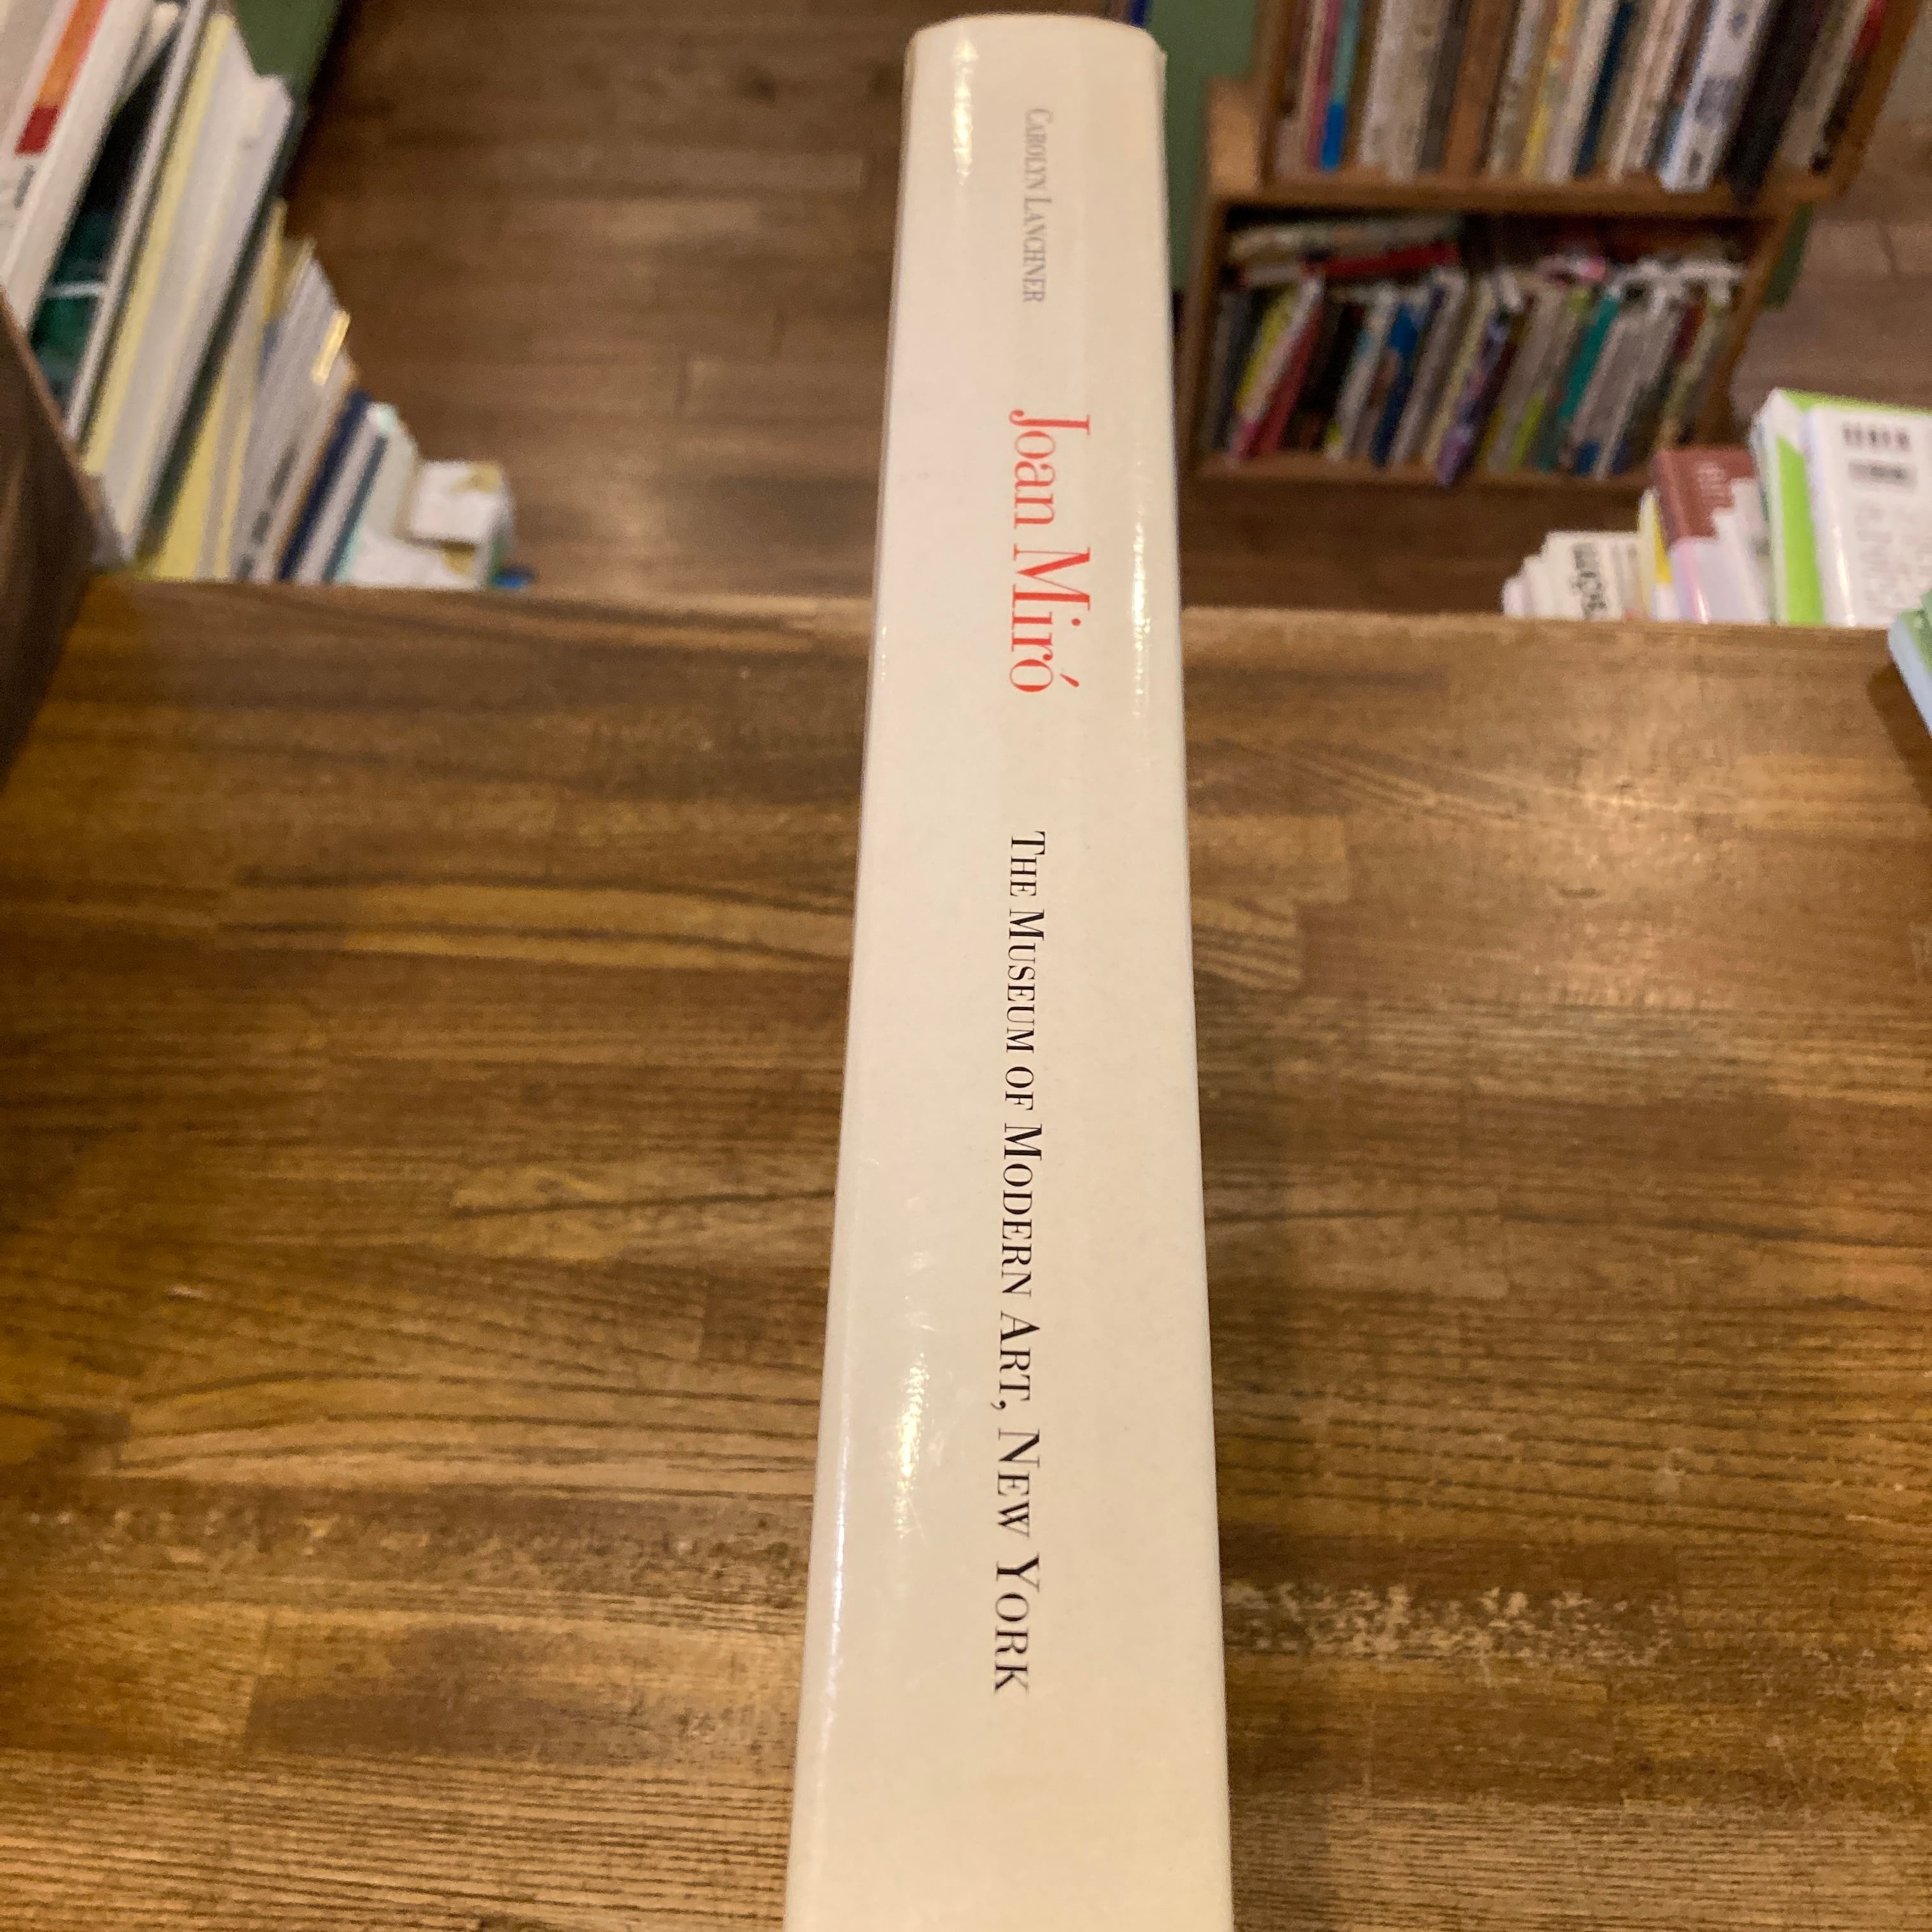 CAROLYN LANCHNER
Joan Miró
THE MUSEUM OF MODERN ART, NEW YORK